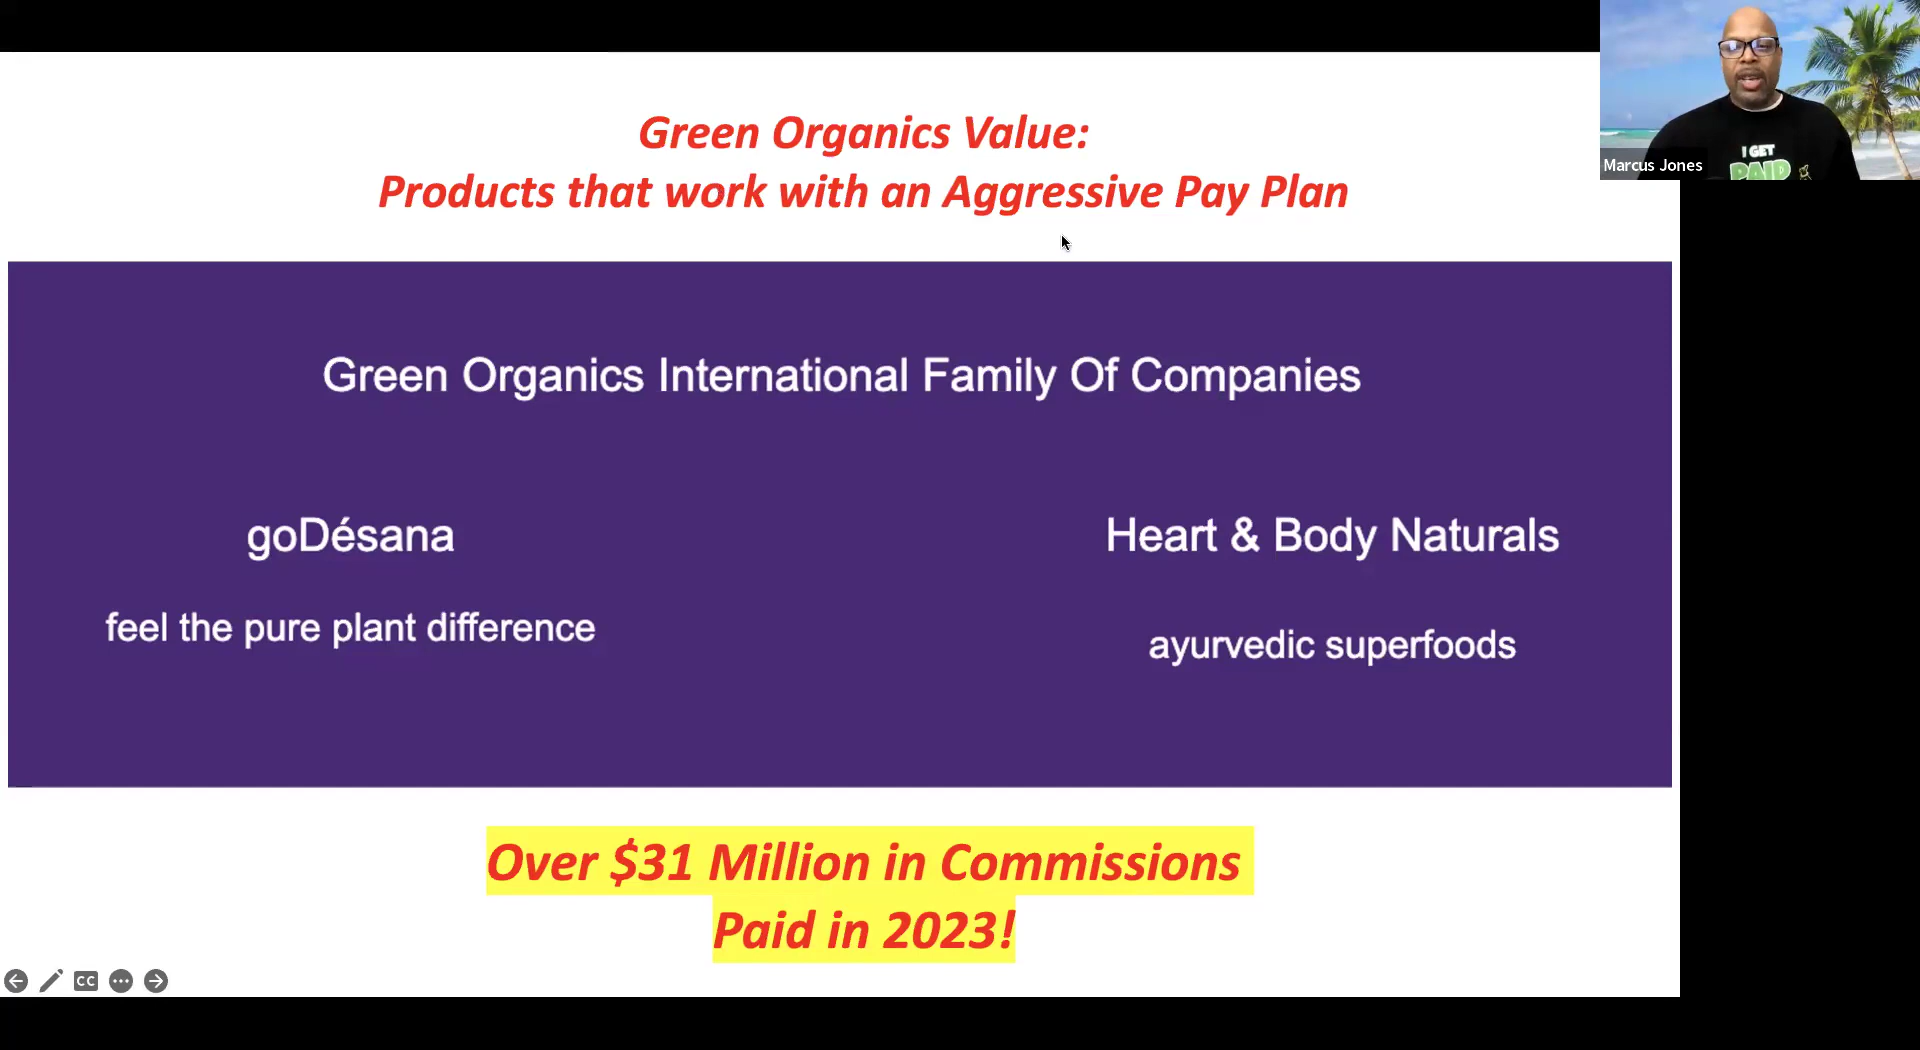 Green Organics Value:
Products that work with an Aggressive Pay Plan
Green Organics International Family Of Companies
goDésana
feel the pure plant difference
Heart & Body Naturals
ayurvedic superfoods
Over $31 Million in Commissions
Paid in 2023!
I GET
PAID
Marcus Jones
CC